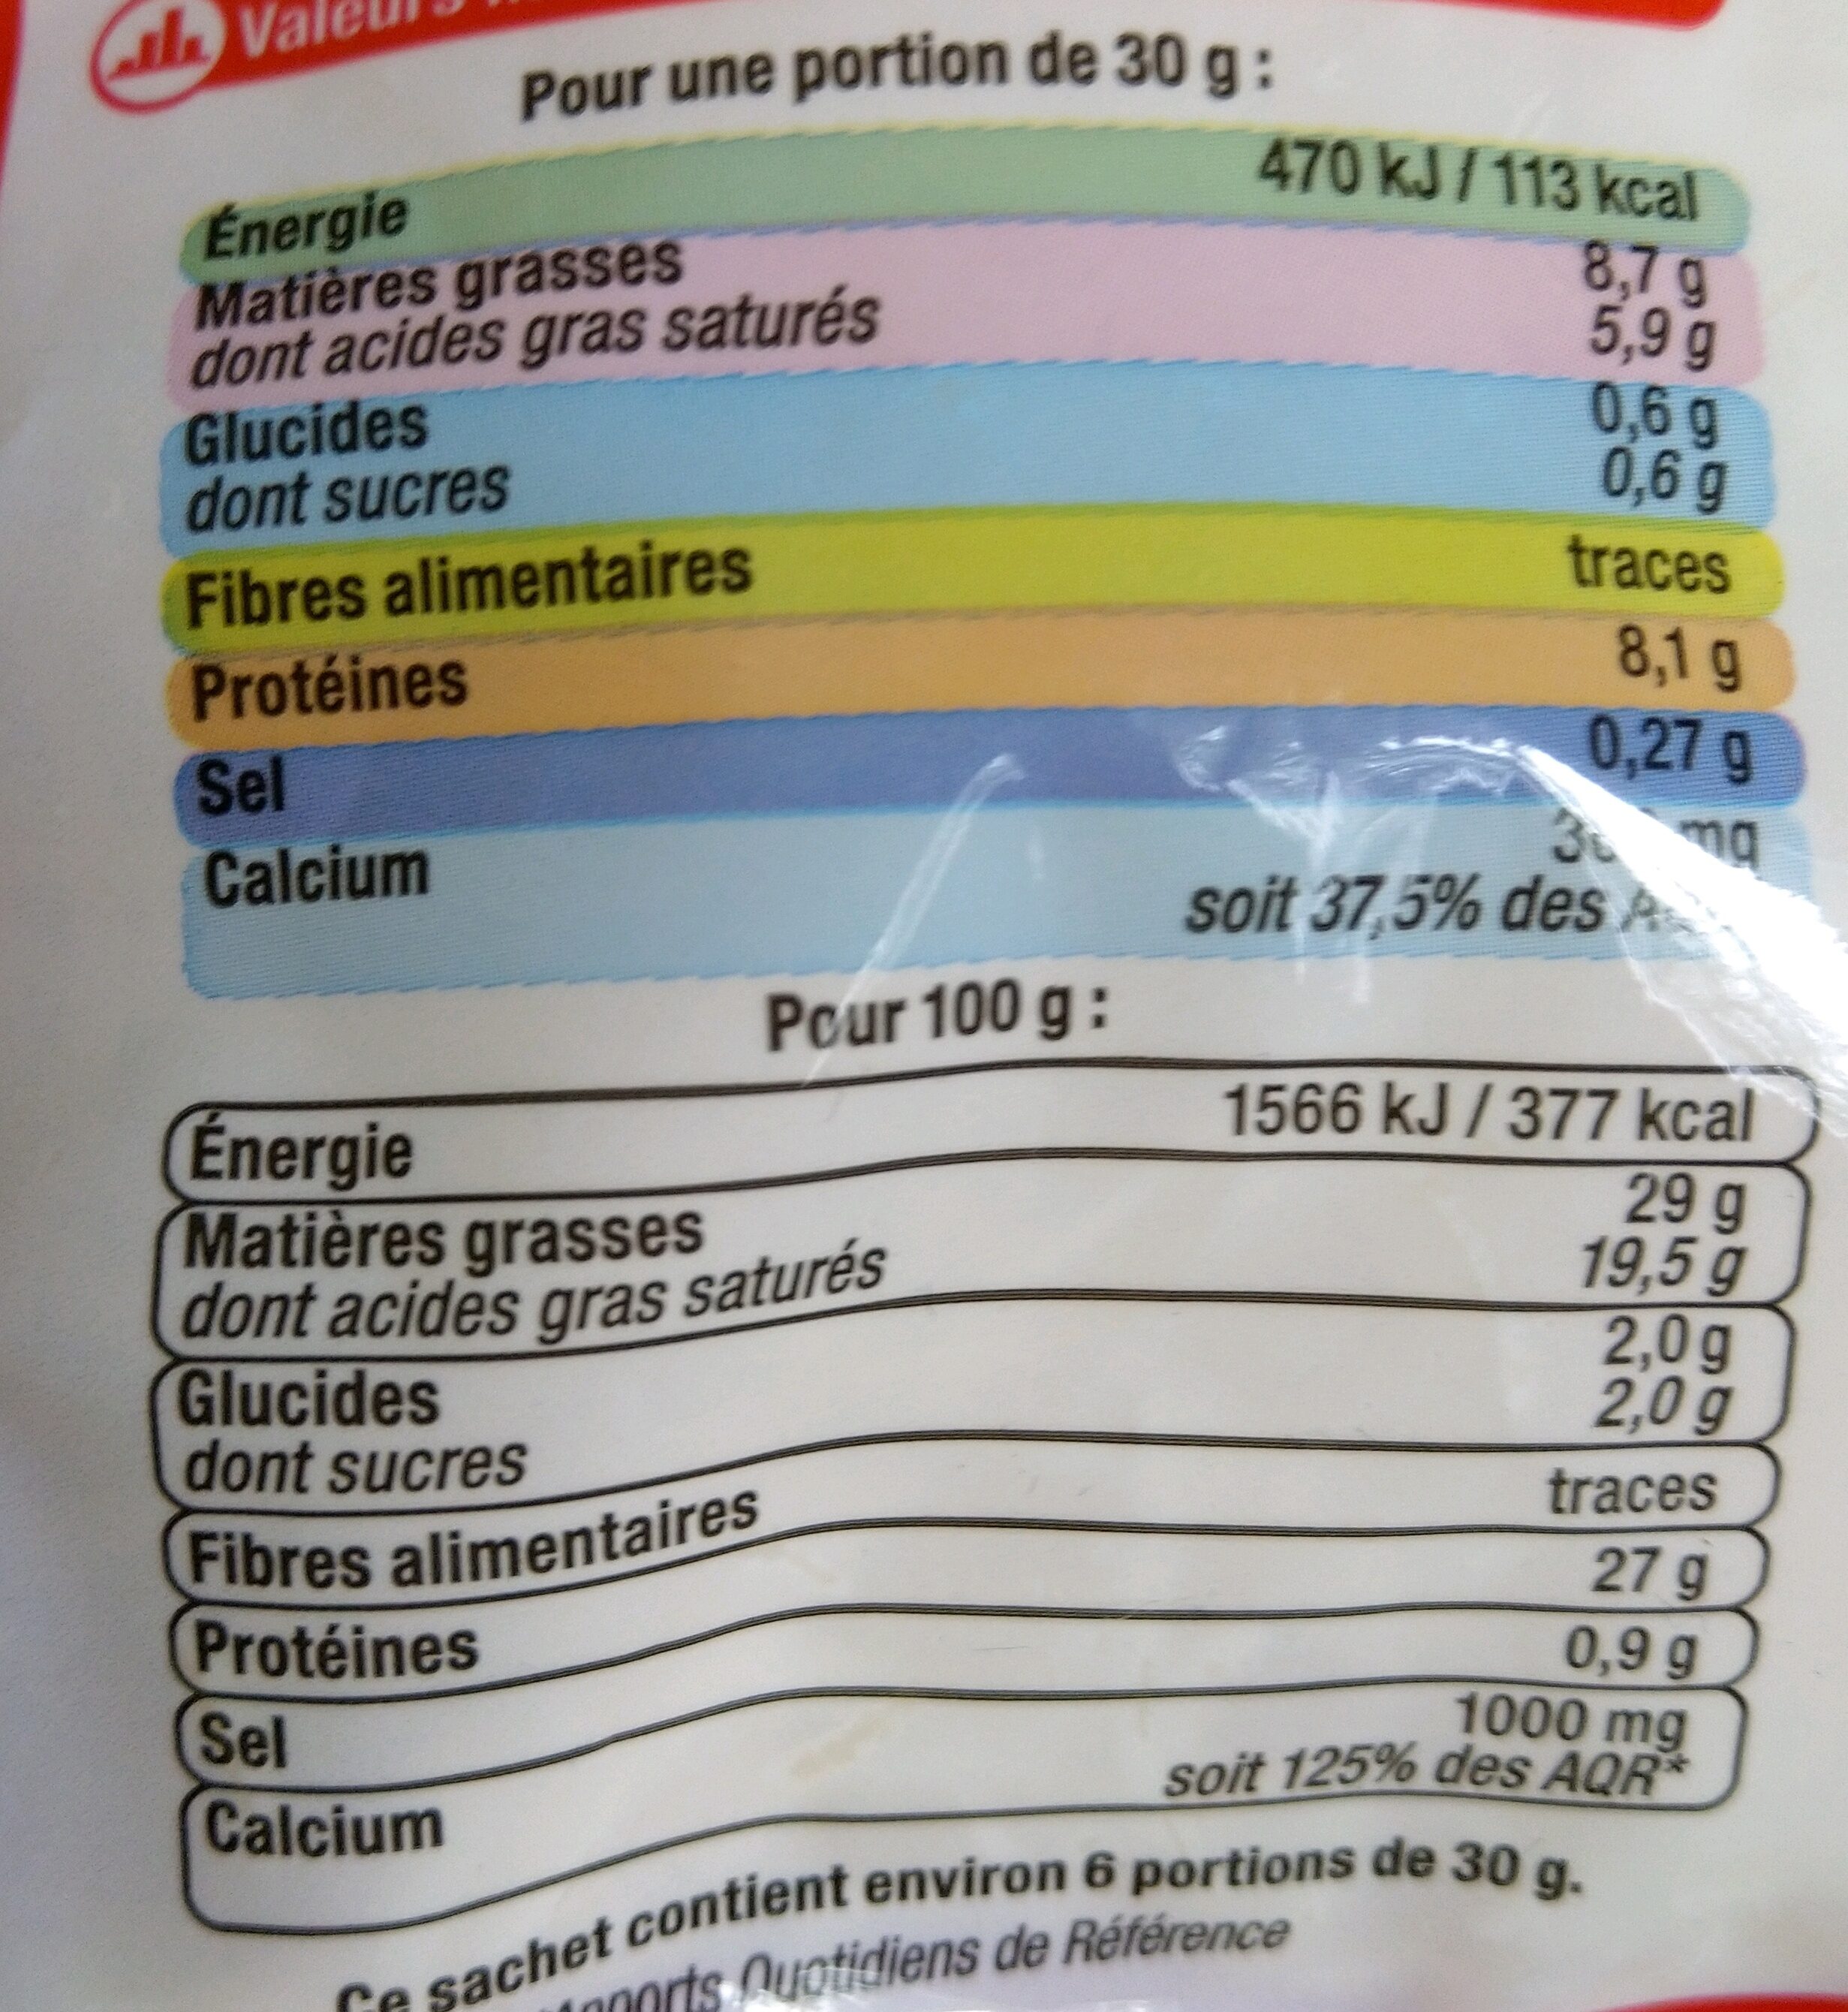 Pour une portion de 30 g :
Énergie 470 kJ / 113 kcal
Matières grasses 8,7 g
dont acides gras saturés 5,9 g
Glucides 0,6 g
dont sucres 0,6 g
Fibres alimentaires traces
Protéines 8,1 g
Sel 0,27 g
Calcium mg
soit 37,5% des
Pour 100 g :
Énergie 1566 kJ / 377 kcal
Matières grasses 29 g
dont acides gras saturés 19,5 g
Glucides 2,0 g
dont sucres 2,0 g
Fibres alimentaires traces
Protéines 27 g
Sel 0,9 g
Calcium 1000 mg
soit 125% des AQR*
Ce sachet contient environ 6 portions de 30 g.
Quotidiens de Référence